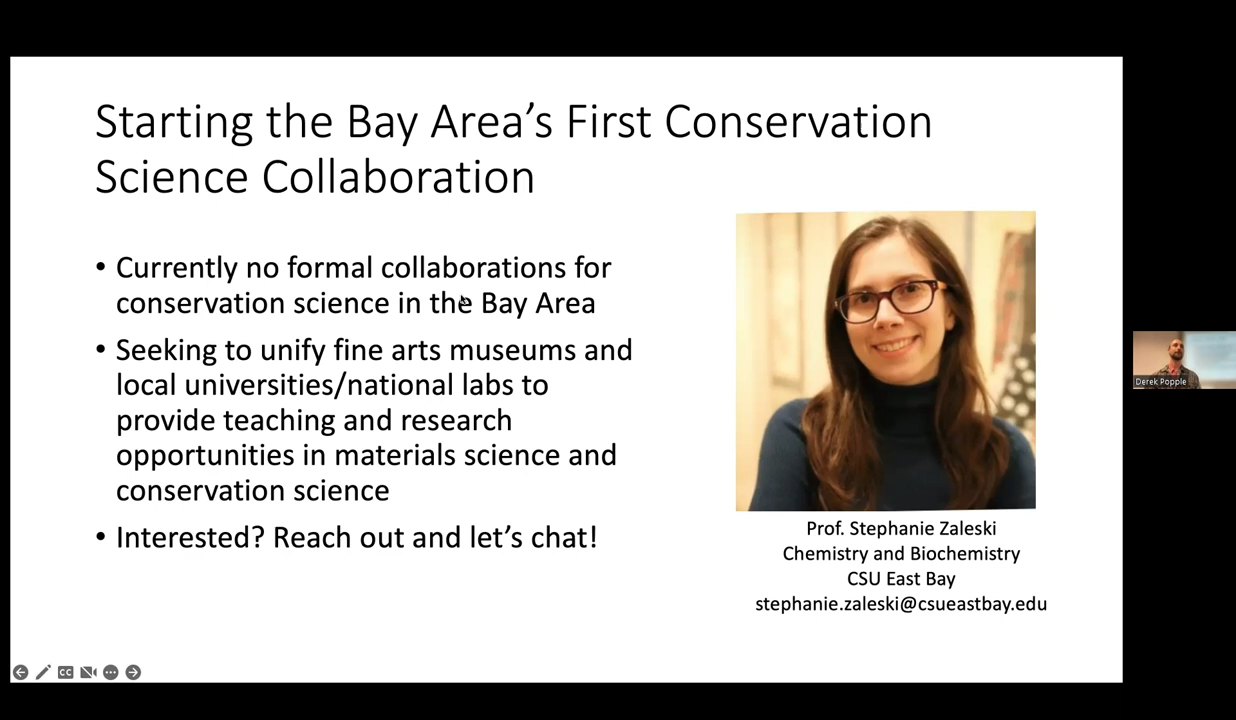 Starting the Bay Area’s First Conservation
Science Collaboration
• Currently no formal collaborations for
conservation science in the Bay Area
• Seeking to unify fine arts museums and
local universities/national labs to
provide teaching and research
opportunities in materials science and
conservation science
• Interested? Reach out and let’s chat!
Prof. Stephanie Zaleski
Chemistry and Biochemistry
CSU East Bay
stephanie.zaleski@csueastbay.edu
Derek Popple
CC